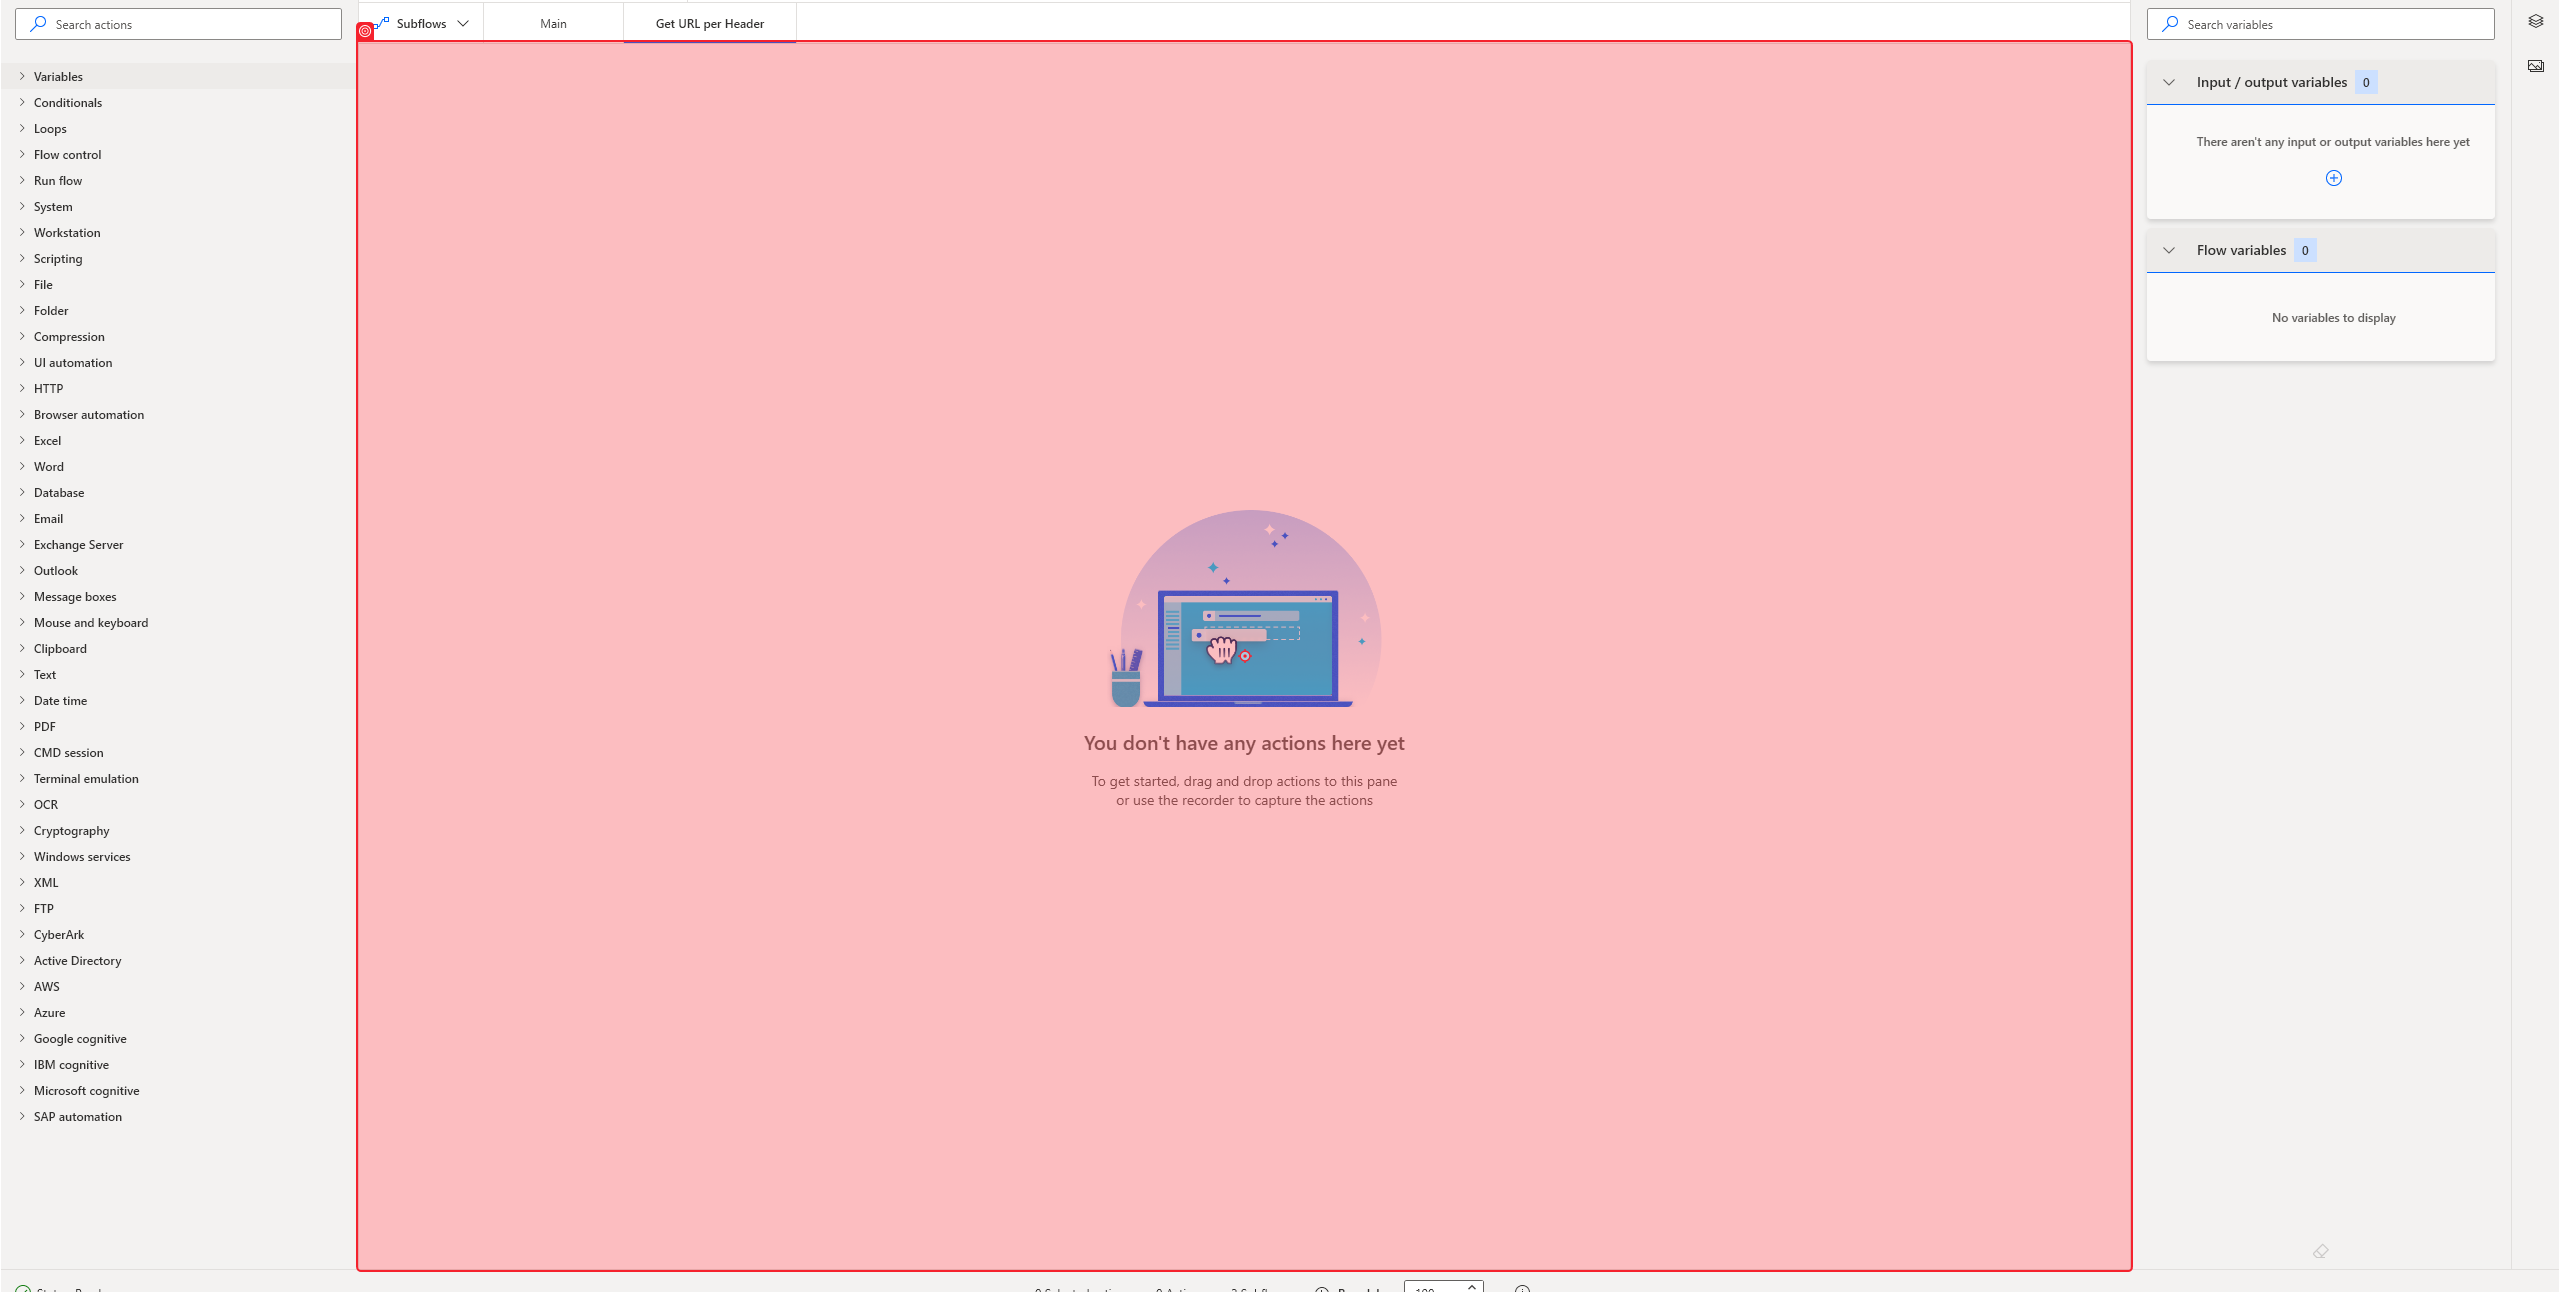 Search actions
Variables
Conditionals
Loops
Flow control
Run flow
System
Workstation
Scripting
File
Folder
Compression
UI automation
HTTP
Browser automation
Excel
Word
Database
Email
Exchange Server
Outlook
Message boxes
Mouse and keyboard
Clipboard
Text
Date time
PDF
CMD session
Terminal emulation
OCR
Cryptography
Windows services
XML
FTP
CyberArk
Active Directory
AWS
Azure
Google cognitive
IBM cognitive
Microsoft cognitive
SAP automation
Subflows Main Get URL per Header
You don't have any actions here yet
To get started, drag and drop actions to this pane
or use the recorder to capture the actions
Search variables
Input / output variables 0
There aren't any input or output variables here yet
Flow variables 0
No variables to display